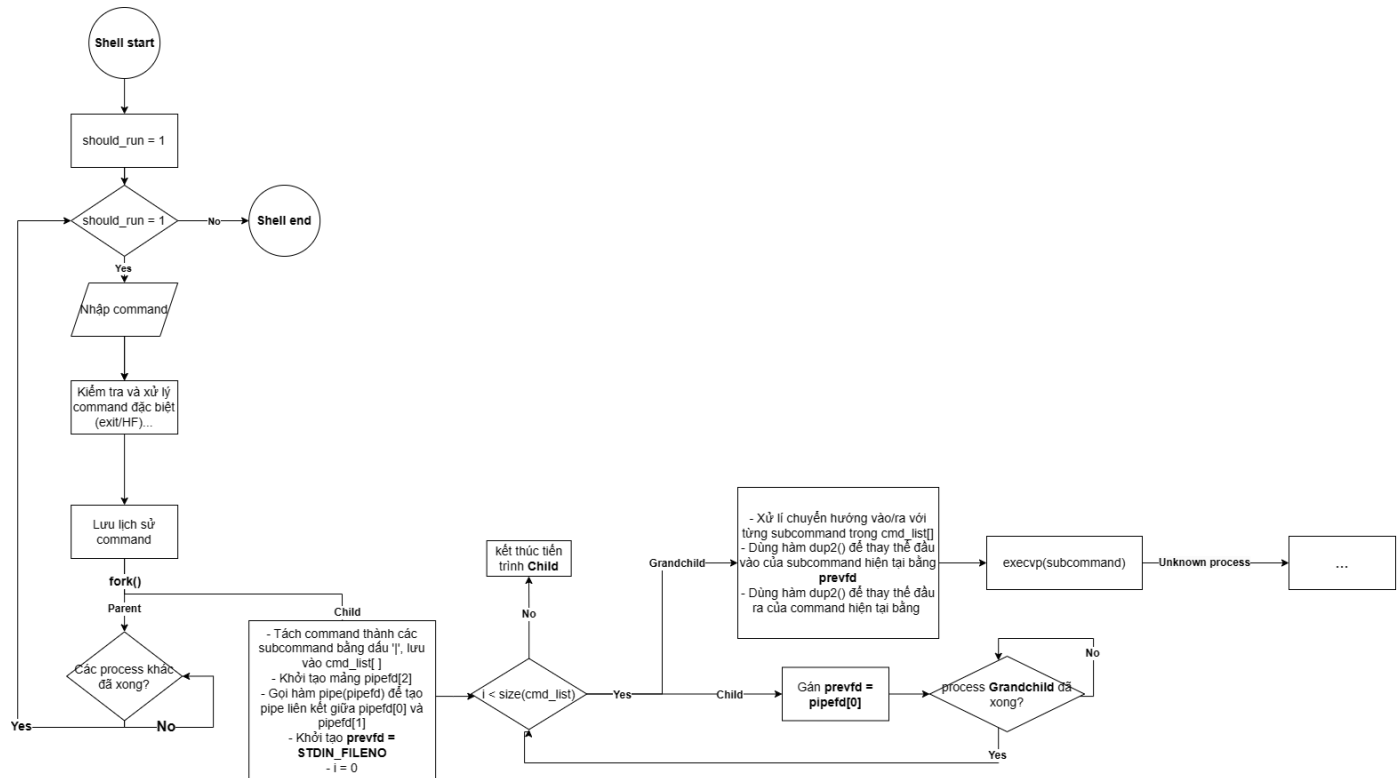 Shell start
should_run = 1
should_run = 1
No
Shell end
Yes
Nhập command
Kiểm tra và xử lý
command đặc biệt
(exit/HF)...
Lưu lịch sử
command
fork()
Parent
Child
Các process khác
đã xong?
Yes
No
- Tách command thành các
subcommand bằng dấu '|', lưu
vào cmd_list[ ]
- Khởi tạo mảng pipefd[2]
- Gọi hàm pipe(pipefd) để tạo
pipe liên kết giữa pipefd[0] và
pipefd[1]
- Khởi tạo prevfd =
STDIN_FILENO
- i = 0
kết thúc tiến
trình Child
No
i < size(cmd_list)
Yes
Grandchild
- Xử lí chuyển hướng vào/ra với
từng subcommand trong cmd_list[]
- Dùng hàm dup2() để thay thế đầu
vào của subcommand hiện tại bằng
prevfd
- Dùng hàm dup2() để thay thế đầu
ra của command hiện tại bằng
execvp(subcommand)
Unknown process
...
Child
Gán prevfd =
pipefd[0]
process Grandchild đã
xong?
No
Yes